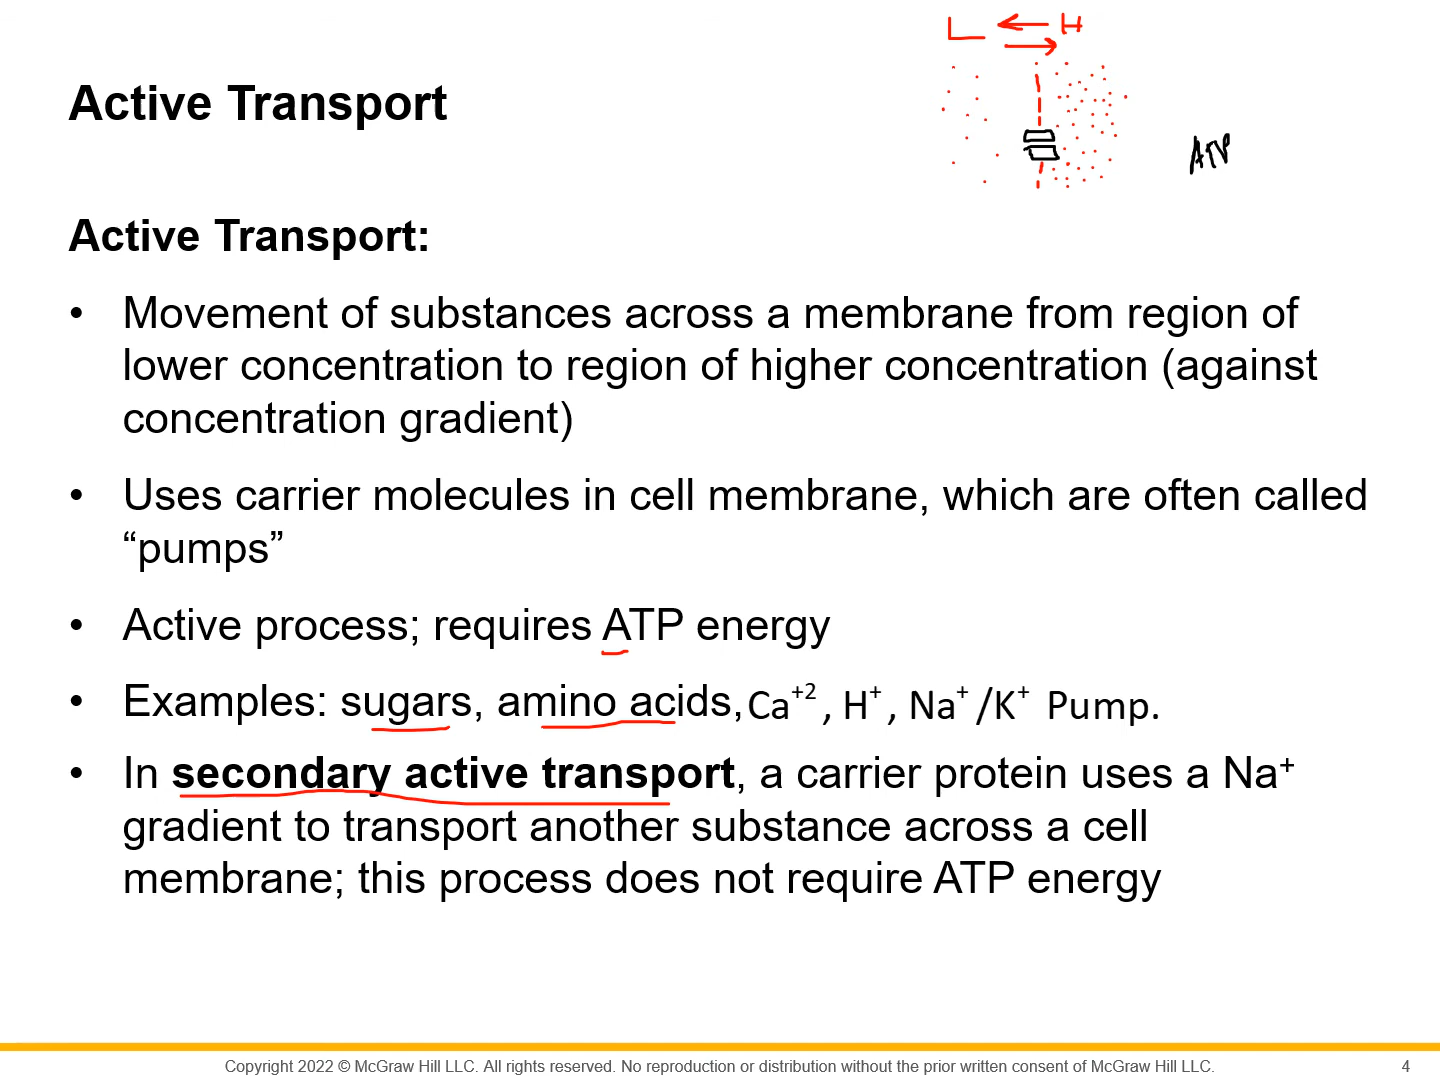 L H
Active Transport
ATP
Active Transport:
• Movement of substances across a membrane from region of
lower concentration to region of higher concentration (against
concentration gradient)
• Uses carrier molecules in cell membrane, which are often called
“pumps”
• Active process; requires ATP energy
• Examples: sugars, amino acids, Ca⁺², H⁺, Na⁺/K⁺ Pump.
• In secondary active transport, a carrier protein uses a Na⁺
gradient to transport another substance across a cell
membrane; this process does not require ATP energy
Copyright 2022 © McGraw Hill LLC. All rights reserved. No reproduction or distribution without the prior written consent of McGraw Hill LLC.
4